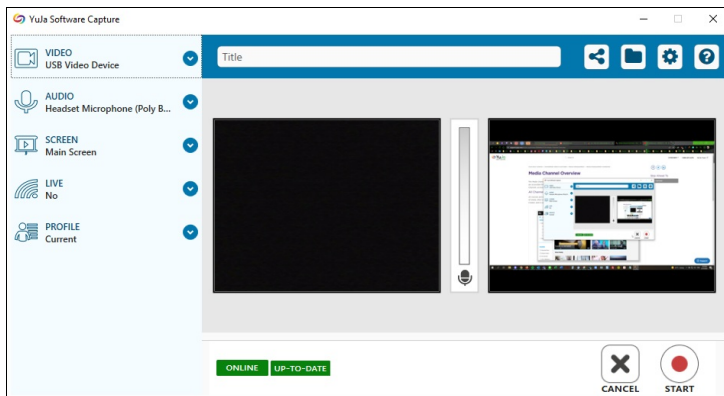 YuJa Software Capture
VIDEO
USB Video Device
Title
AUDIO
Headset Microphone (Poly B...
SCREEN
Main Screen
LIVE
No
PROFILE
Current
Media Channel Overview
ONLINE
UP-TO-DATE
CANCEL
START